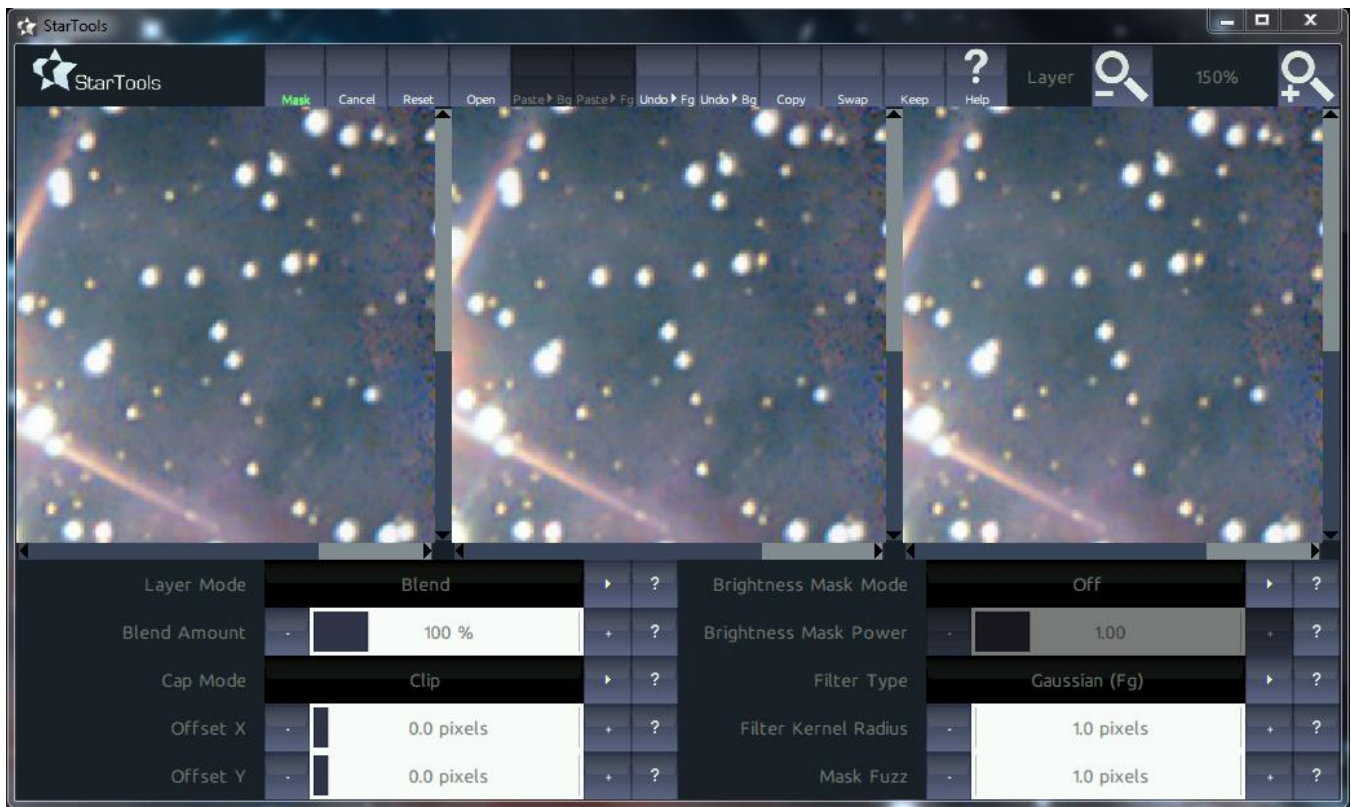 StarTools
StarTools
Mask Cancel Reset Open Paste Bg Paste Fg Undo Fg Undo Bg Copy Swap Keep ? Help Layer 150%
Layer Mode Blend ? Brightness Mask Mode Off ?
Blend Amount - 100 % + ? Brightness Mask Power - 1.00 + ?
Cap Mode Clip ? Filter Type Gaussian (Fg) ?
Offset X - 0.0 pixels + ? Filter Kernel Radius - 1.0 pixels + ?
Offset Y - 0.0 pixels + ? Mask Fuzz - 1.0 pixels + ?